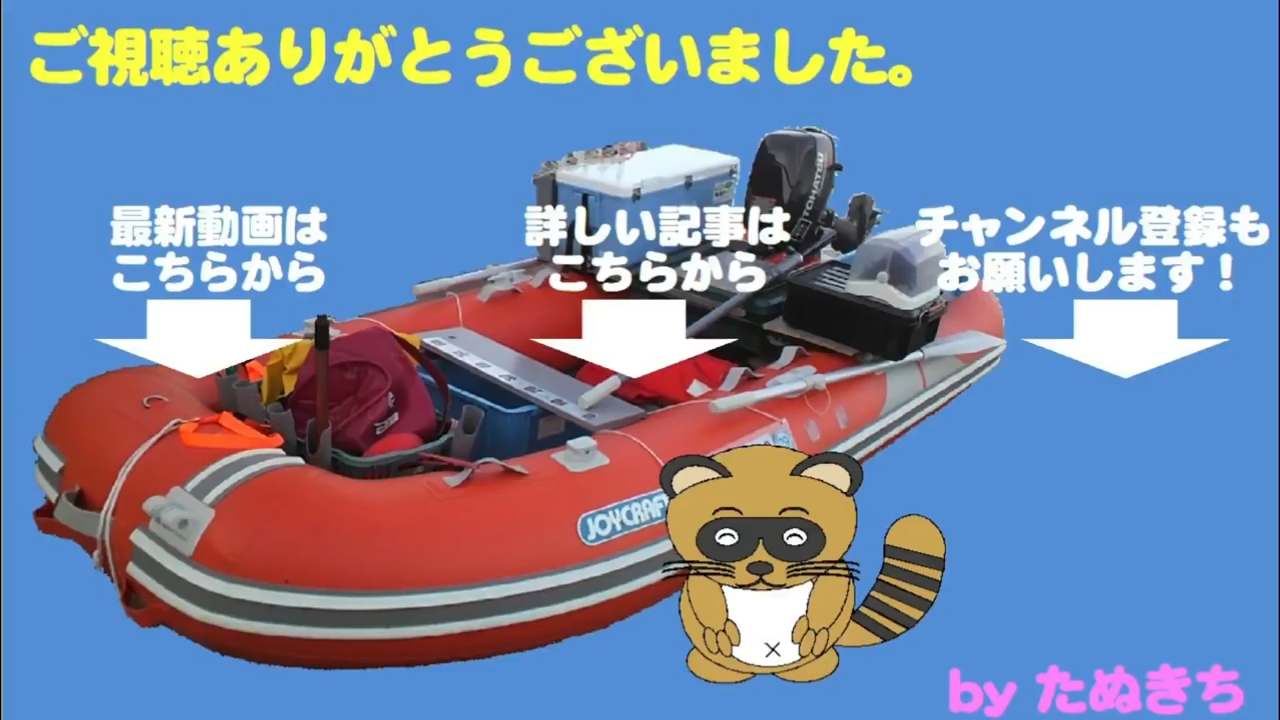 ご視聴ありがとうございました。
最新動画は
こちらから
詳しい記事は
こちらから
チャンネル登録も
お願いします！
TOHATSU
JOYCRAFT
by たぬきち